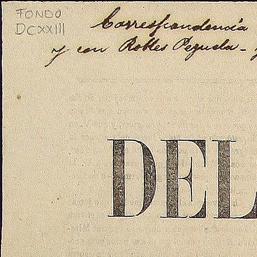 FONDO
DCXXIII
Correspondencia
y con Robles Pezuela -
DEL